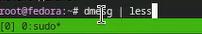 root@fedora:~# dmesg | less
[0] 0:sudo*